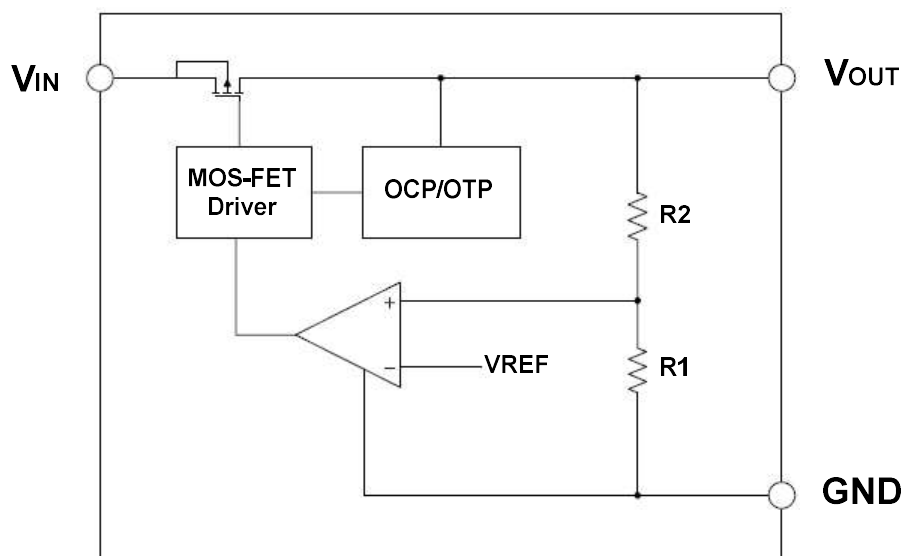 VIN
VOUT
MOS-FET
Driver
OCP/OTP
R2
+
−
VREF
R1
GND